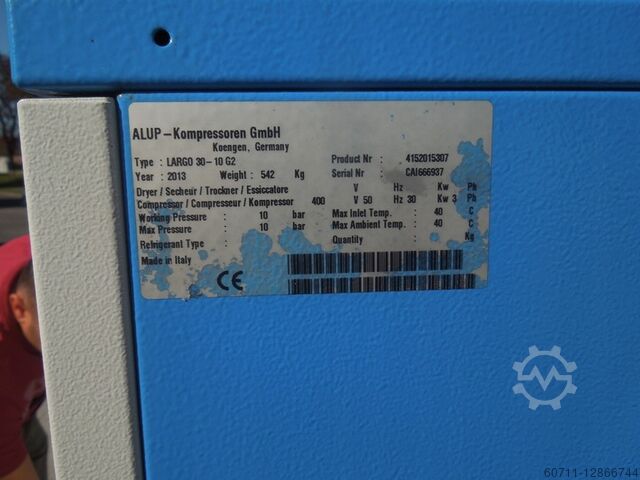 ALUP-Kompressoren GmbH
Koengen, Germany
Type : LARGO 30-10 G2 Product Nr : 4152015307
Year : 2013 Weight : 542 Kg Serial Nr : CAI666937
Dryer / Secheur / Trockner / Essiccatore V Hz Kw Ph
Compressor / Compresseur / Kompressor 400 V 50 Hz 30 Kw 3 Ph
Working Pressure : 10 bar Max Inlet Temp. : 40 C
Max Pressure : 10 bar Max Ambient Temp. : 40 C
Refrigerant Type : Quantity : Kg
Made in Italy
CE
60711-12866744